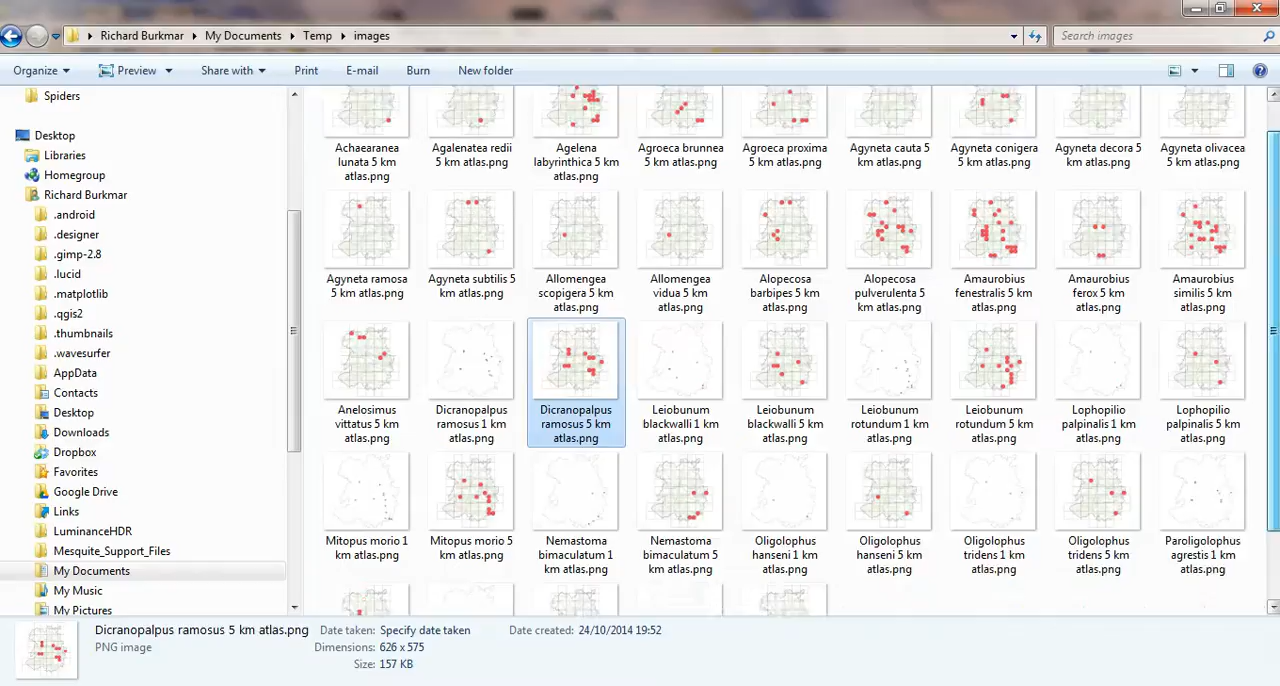 Richard Burkmar My Documents Temp images
Search images
Organize Preview Share with Print E-mail Burn New folder
Spiders
Desktop
Libraries
Homegroup
Richard Burkmar
.android
.designer
.gimp-2.8
.lucid
.matplotlib
.qgis2
.thumbnails
.wavesurfer
AppData
Contacts
Desktop
Downloads
Dropbox
Favorites
Google Drive
Links
LuminanceHDR
Mesquite_Support_Files
My Documents
My Music
My Pictures
Achaearanea
lunata 5 km
atlas.png
Agalenatea redii
5 km atlas.png
Agelena
labyrinthica 5 km
atlas.png
Agroeca brunnea
5 km atlas.png
Agroeca proxima
5 km atlas.png
Agyneta cauta 5
km atlas.png
Agyneta conigera
5 km atlas.png
Agyneta decora 5
km atlas.png
Agyneta olivacea
5 km atlas.png
Agyneta ramosa
5 km atlas.png
Agyneta subtilis 5
km atlas.png
Allomengea
scopigera 5 km
atlas.png
Allomengea
vidua 5 km
atlas.png
Alopecosa
barbipes 5 km
atlas.png
Alopecosa
pulverulenta 5
km atlas.png
Amaurobius
fenestralis 5 km
atlas.png
Amaurobius
ferox 5 km
atlas.png
Amaurobius
similis 5 km
atlas.png
Anelosimus
vittatus 5 km
atlas.png
Dicranopalpus
ramosus 1 km
atlas.png
Dicranopalpus
ramosus 5 km
atlas.png
Leiobunum
blackwalli 1 km
atlas.png
Leiobunum
blackwalli 5 km
atlas.png
Leiobunum
rotundum 1 km
atlas.png
Leiobunum
rotundum 5 km
atlas.png
Lophopilio
palpinalis 1 km
atlas.png
Lophopilio
palpinalis 5 km
atlas.png
Mitopus morio 1
km atlas.png
Mitopus morio 5
km atlas.png
Nemastoma
bimaculatum 1
km atlas.png
Nemastoma
bimaculatum 5
km atlas.png
Oligolophus
hanseni 1 km
atlas.png
Oligolophus
hanseni 5 km
atlas.png
Oligolophus
tridens 1 km
atlas.png
Oligolophus
tridens 5 km
atlas.png
Paroligolophus
agrestis 1 km
atlas.png
Dicranopalpus ramosus 5 km atlas.png Date taken: Specify date taken Date created: 24/10/2014 19:52
PNG image Dimensions: 626 x 575
Size: 157 KB